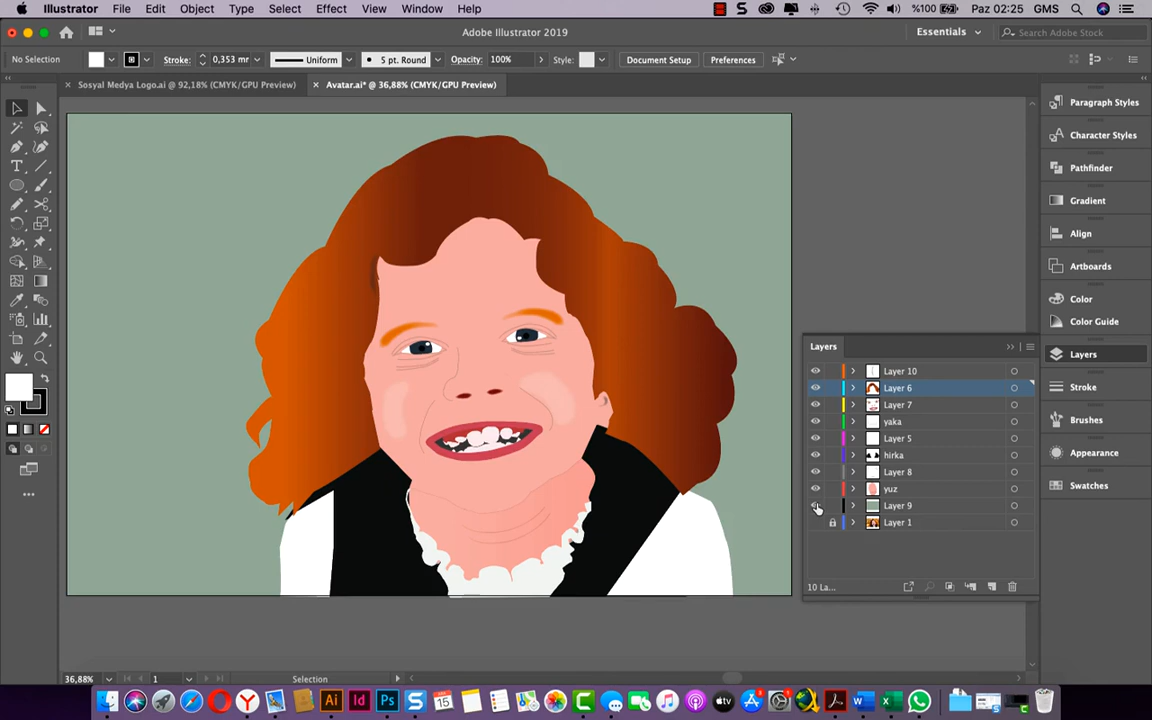 Illustrator File Edit Object Type Select Effect View Window Help %100 Paz 02:25 GMS
Adobe Illustrator 2019
Essentials Search Adobe Stock
No Selection Stroke: 0,353 mr Uniform 5 pt. Round Opacity: 100% Style: Document Setup Preferences
× Sosyal Medya Logo.ai @ 92,18% (CMYK/GPU Preview) × Avatar.ai* @ 36,88% (CMYK/GPU Preview)
Paragraph Styles
Character Styles
Pathfinder
Gradient
Align
Artboards
Color
Color Guide
Layers
Stroke
Brushes
Appearance
Swatches
Layers
Layer 10
Layer 6
Layer 7
yaka
Layer 5
hirka
Layer 8
yuz
Layer 9
Layer 1
10 La...
36,88% 1 Selection